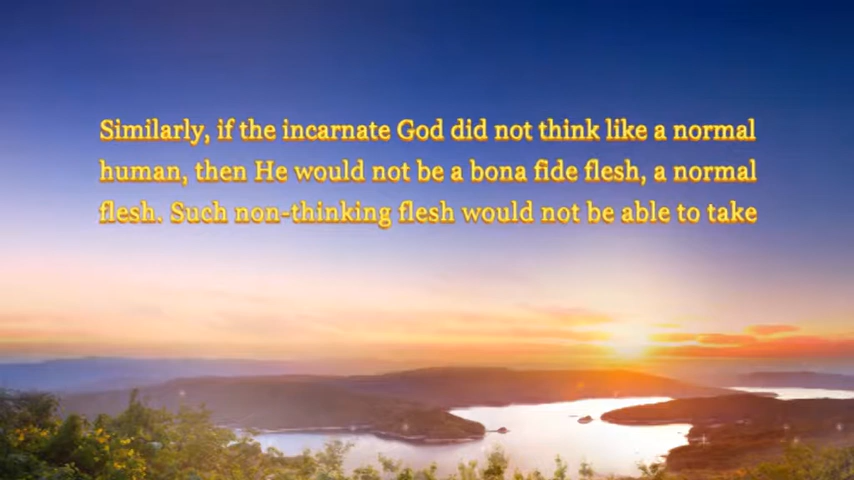 Similarly, if the incarnate God did not think like a normal
human, then He would not be a bona fide flesh, a normal
flesh. Such non-thinking flesh would not be able to take